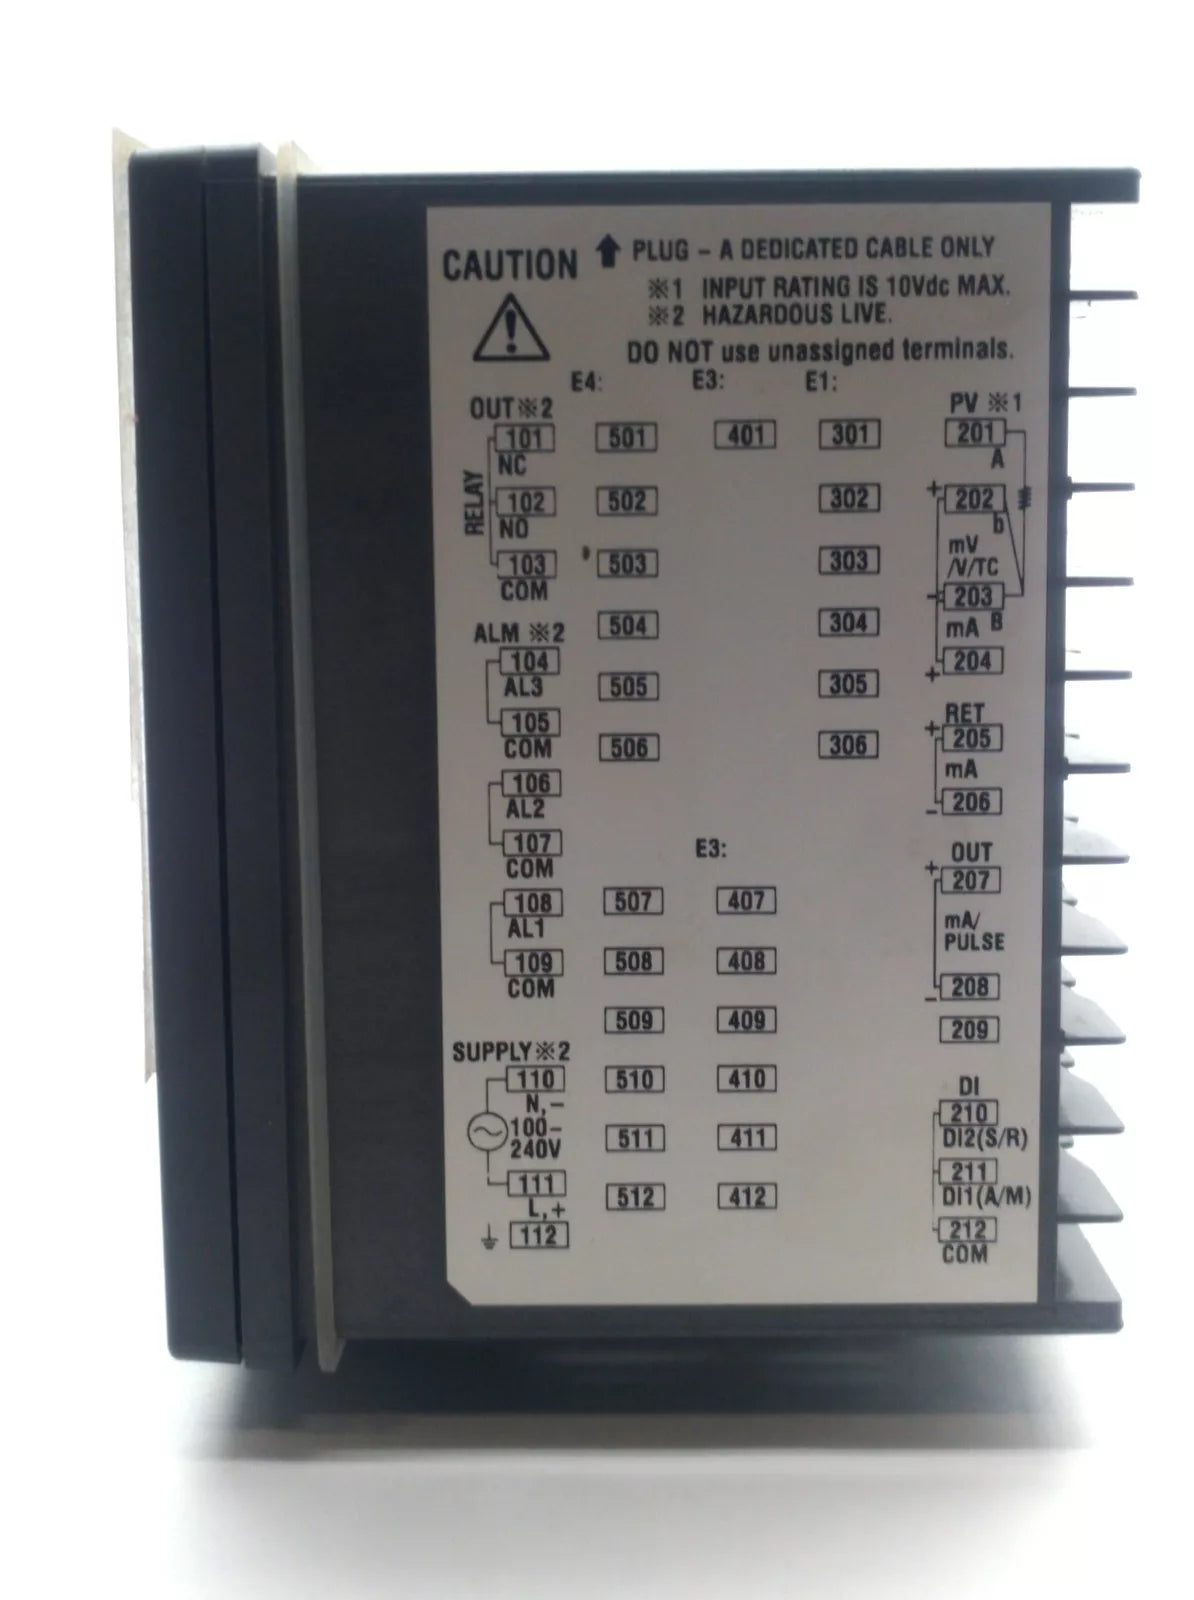 CAUTION
PLUG – A DEDICATED CABLE ONLY
※1 INPUT RATING IS 10Vdc MAX.
※2 HAZARDOUS LIVE.
DO NOT use unassigned terminals.
OUT※2
RELAY
101
NC
102
NO
103
COM
ALM ※2
104
AL3
105
COM
106
AL2
107
COM
108
AL1
109
COM
SUPPLY※2
110
N,–
100–
240V
111
L,+
112
E4:
501
502
503
504
505
506
507
508
509
510
511
512
E3:
401
E3:
407
408
409
410
411
412
E1:
301
302
303
304
305
306
PV ※1
201
A
+
202
b
mV
/V/TC
–
203
mA B
204
+
RET
+
205
mA
206
–
OUT
+
207
mA/
PULSE
208
–
209
DI
210
DI2(S/R)
211
DI1(A/M)
212
COM